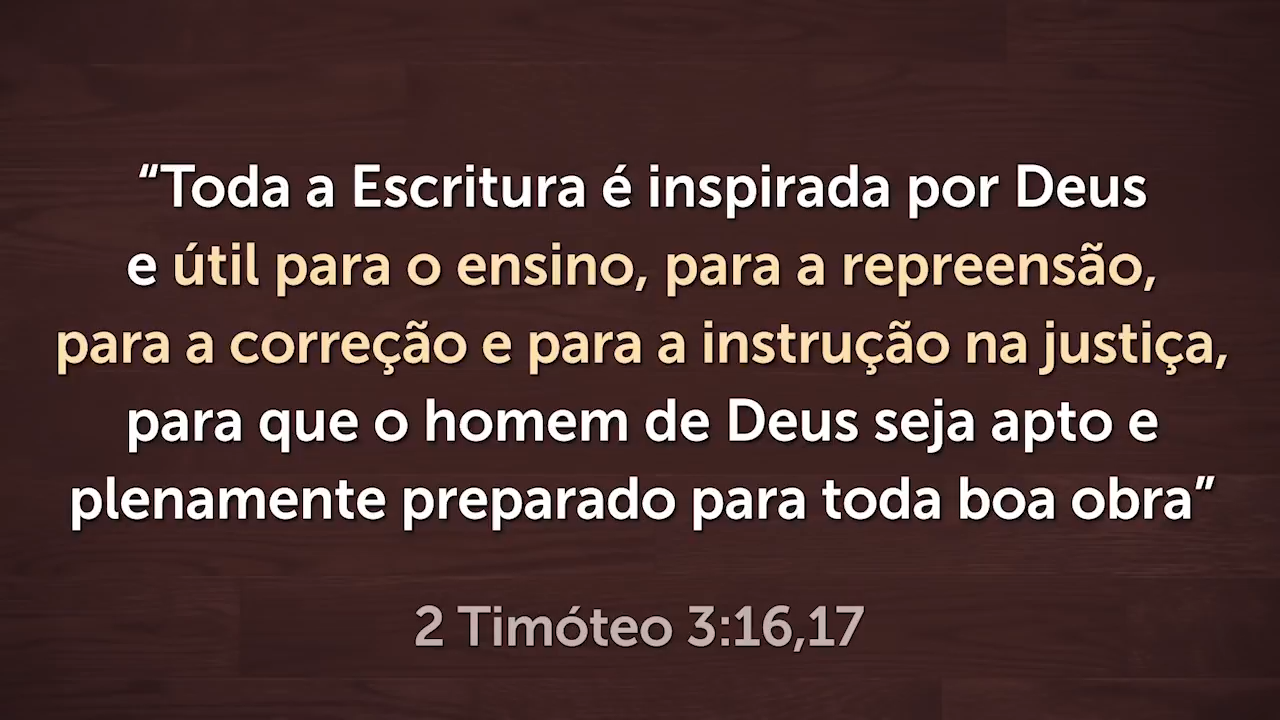 “Toda a Escritura é inspirada por Deus
e útil para o ensino, para a repreensão,
para a correção e para a instrução na justiça,
para que o homem de Deus seja apto e
plenamente preparado para toda boa obra”
2 Timóteo 3:16,17